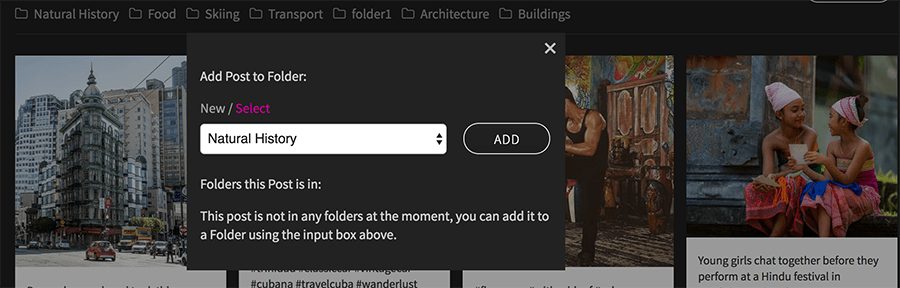 Natural History Food Skiing Transport folder1 Architecture Buildings
Add Post to Folder:
New / Select
Natural History ADD
Folders this Post is in:
This post is not in any folders at the moment, you can add it to
a Folder using the input box above.
#cubana #travelcuba #wanderlust
Young girls chat together before they
perform at a Hindu festival in